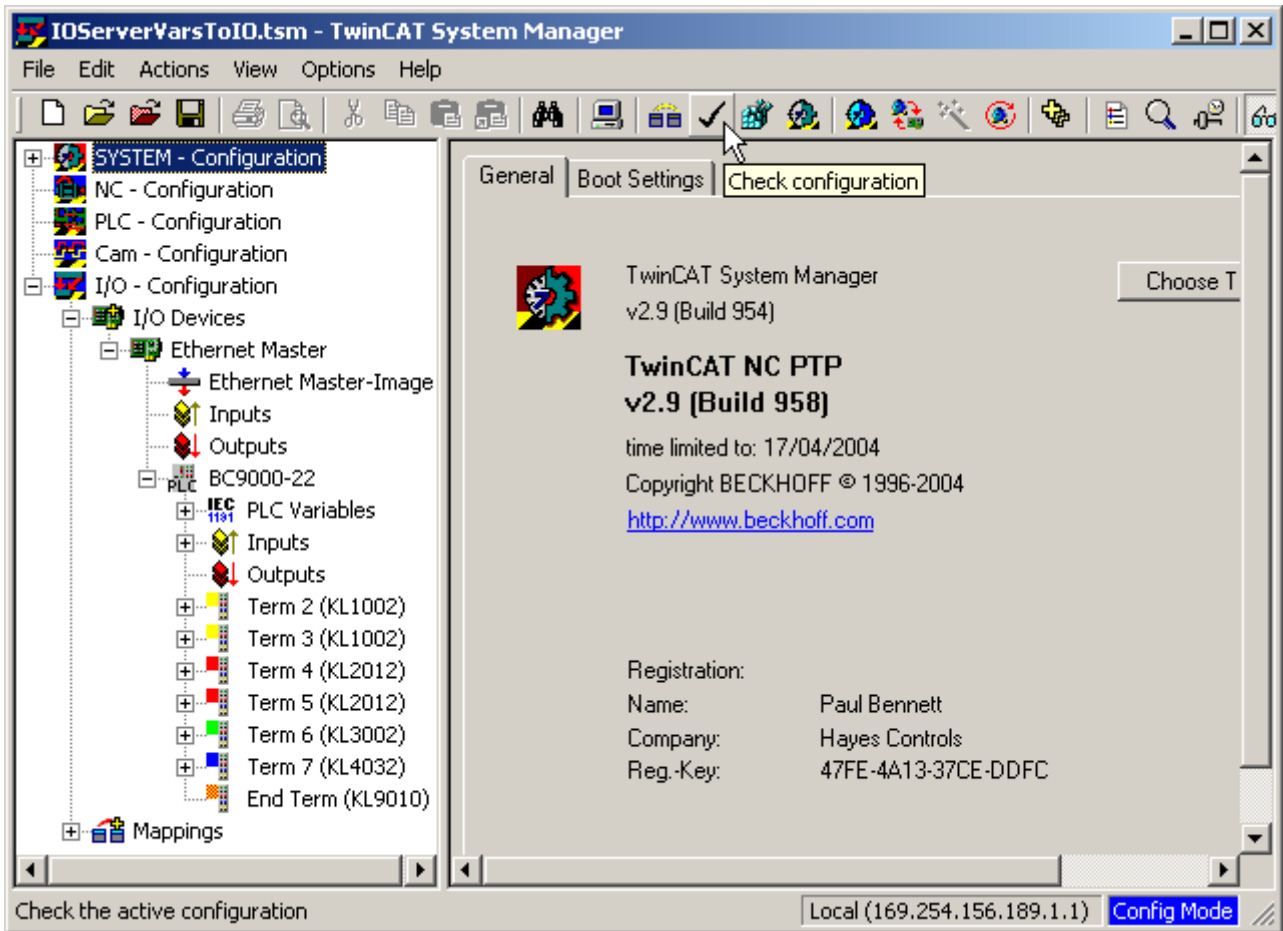 IOServerVarsToIO.tsm - TwinCAT System Manager
File Edit Actions View Options Help
SYSTEM - Configuration
NC - Configuration
PLC - Configuration
Cam - Configuration
I/O - Configuration
I/O Devices
Ethernet Master
Ethernet Master-Image
Inputs
Outputs
PLC BC9000-22
IEC 1131 PLC Variables
Inputs
Outputs
Term 2 (KL1002)
Term 3 (KL1002)
Term 4 (KL2012)
Term 5 (KL2012)
Term 6 (KL3002)
Term 7 (KL4032)
End Term (KL9010)
Mappings
General Boot Settings
Check configuration
TwinCAT System Manager
v2.9 (Build 954)
Choose T
TwinCAT NC PTP
v2.9 (Build 958)
time limited to: 17/04/2004
Copyright BECKHOFF © 1996-2004
http://www.beckhoff.com
Registration:
Name: Paul Bennett
Company: Hayes Controls
Reg.-Key: 47FE-4A13-37CE-DDFC
Check the active configuration
Local (169.254.156.189.1.1) Config Mode